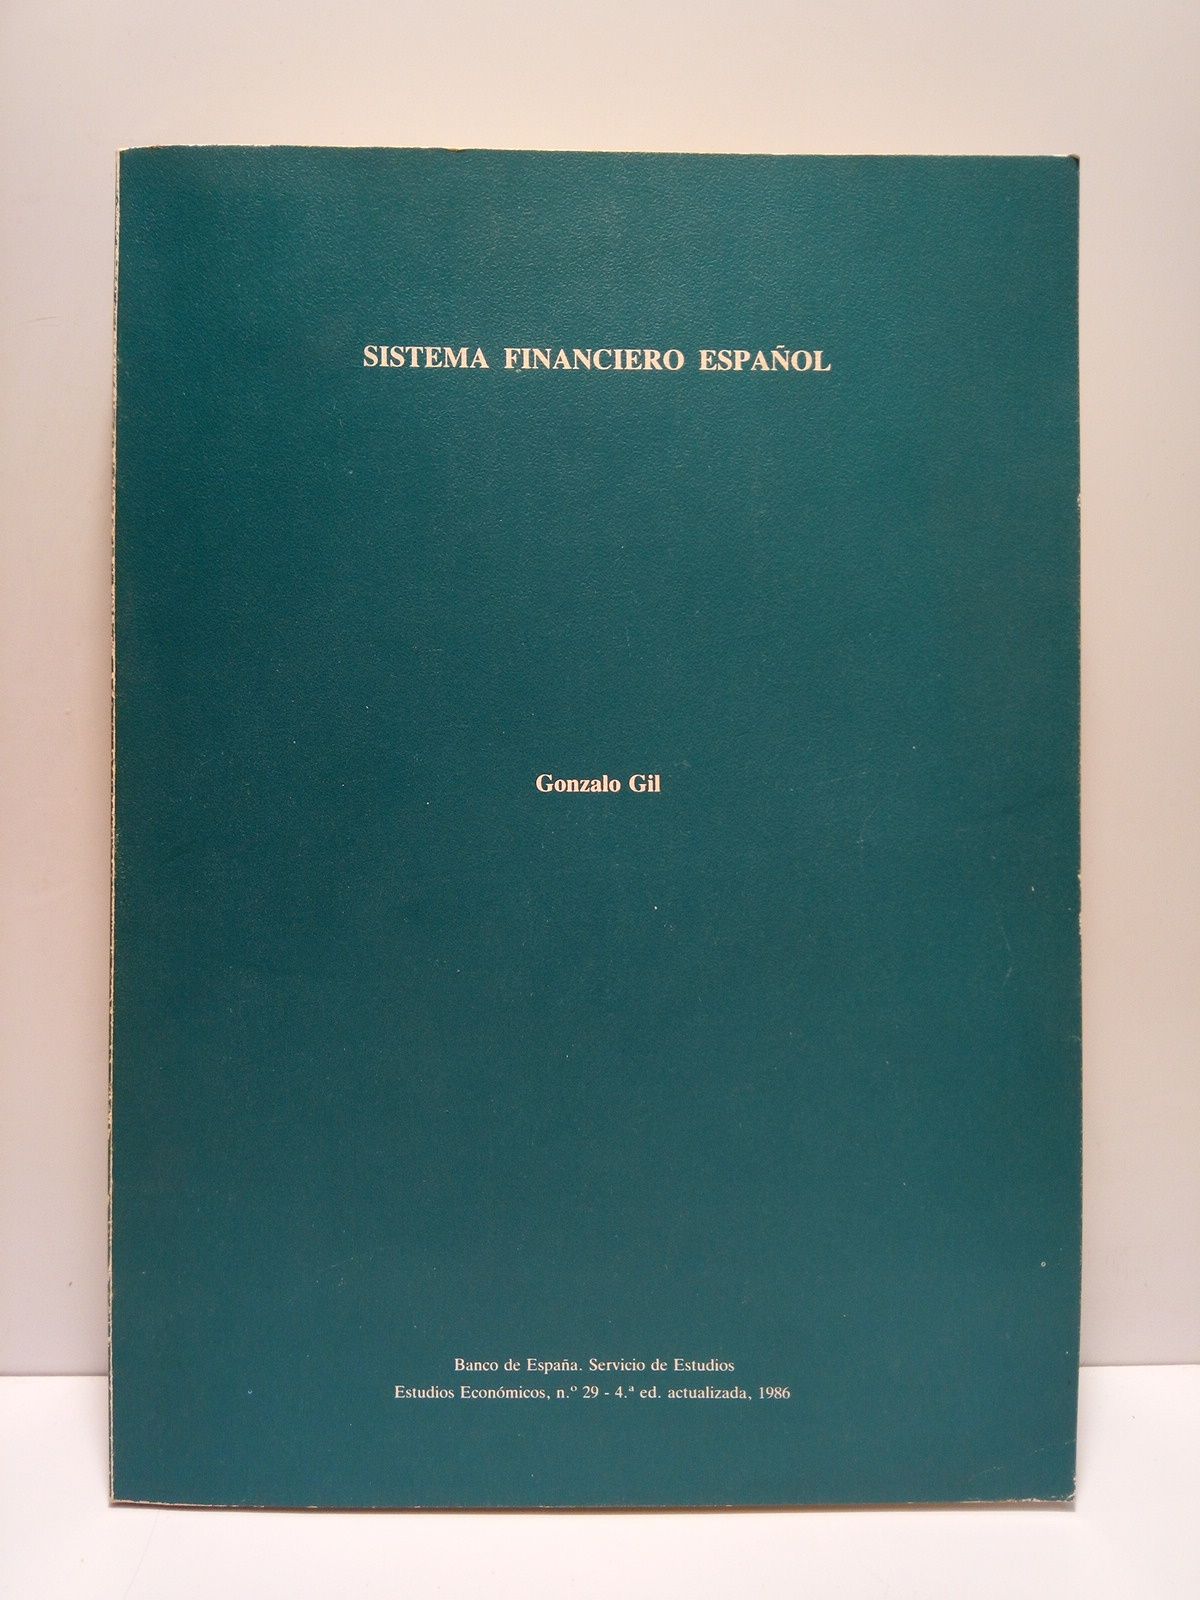 SISTEMA FINANCIERO ESPAÑOL
Gonzalo Gil
Banco de España. Servicio de Estudios
Estudios Económicos, n.º 29 - 4.ª ed. actualizada, 1986